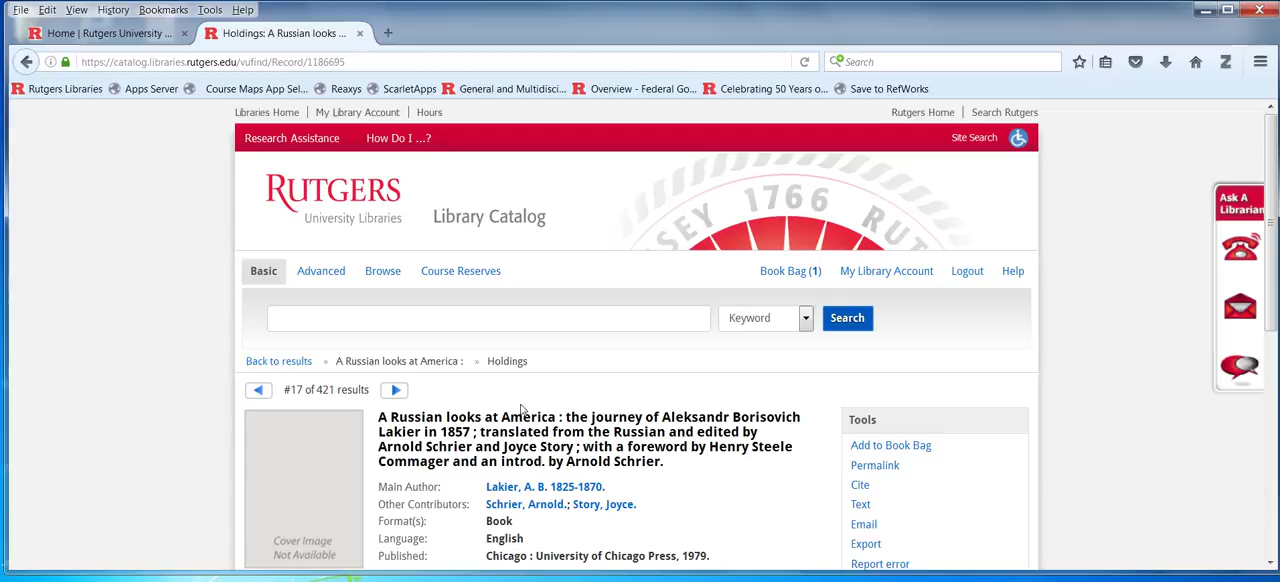 File Edit View History Bookmarks Tools Help
Home | Rutgers University ...
Holdings: A Russian looks ...
https://catalog.libraries.rutgers.edu/vufind/Record/1186695
Search
Rutgers Libraries Apps Server Course Maps App Sel... Reaxys ScarletApps General and Multidisci... Overview - Federal Go... Celebrating 50 Years o... Save to RefWorks
Libraries Home | My Library Account | Hours
Rutgers Home | Search Rutgers
Research Assistance How Do I ...?
Site Search
RUTGERS
University Libraries
Library Catalog
SEY 1766 RUT
Ask A
Librarian
Basic Advanced Browse Course Reserves
Book Bag (1) My Library Account Logout Help
Keyword
Search
Back to results » A Russian looks at America : » Holdings
#17 of 421 results
Cover Image
Not Available
A Russian looks at America : the journey of Aleksandr Borisovich
Lakier in 1857 ; translated from the Russian and edited by
Arnold Schrier and Joyce Story ; with a foreword by Henry Steele
Commager and an introd. by Arnold Schrier.
Main Author: Lakier, A. B. 1825-1870.
Other Contributors: Schrier, Arnold.; Story, Joyce.
Format(s): Book
Language: English
Published: Chicago : University of Chicago Press, 1979.
Tools
Add to Book Bag
Permalink
Cite
Text
Email
Export
Report error